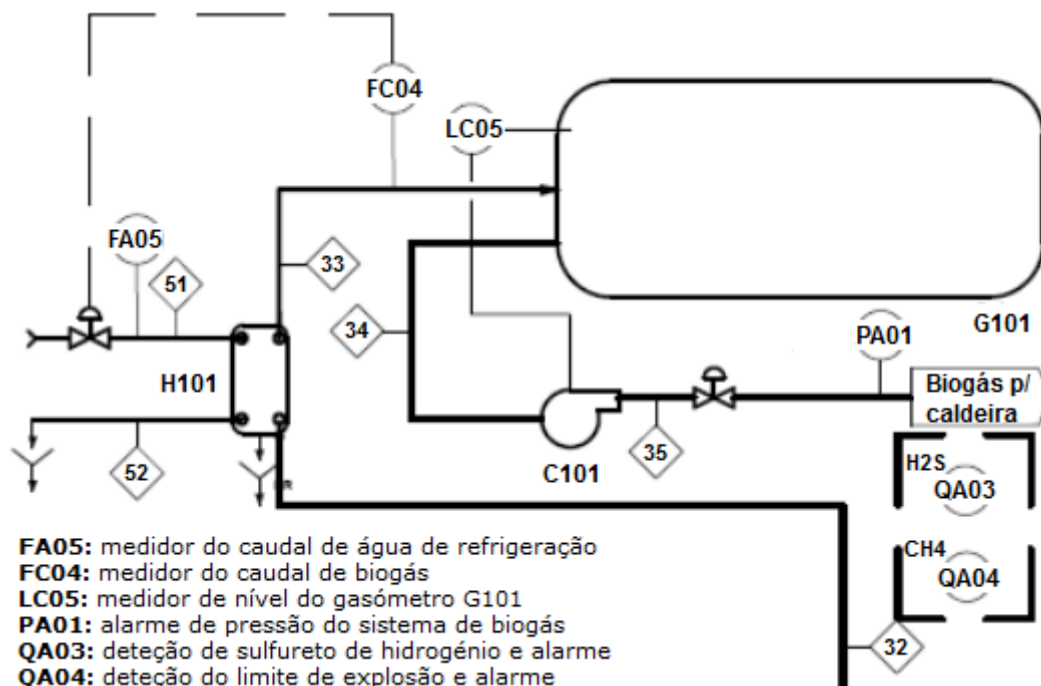 FC04
LC05
FA05
51
33
34
G101
PA01
H101
Biogás p/
caldeira
52
35
C101
H2S
QA03
CH4
QA04
32
FA05: medidor do caudal de água de refrigeração
FC04: medidor do caudal de biogás
LC05: medidor de nível do gasómetro G101
PA01: alarme de pressão do sistema de biogás
QA03: deteção de sulfureto de hidrogénio e alarme
QA04: deteção do limite de explosão e alarme